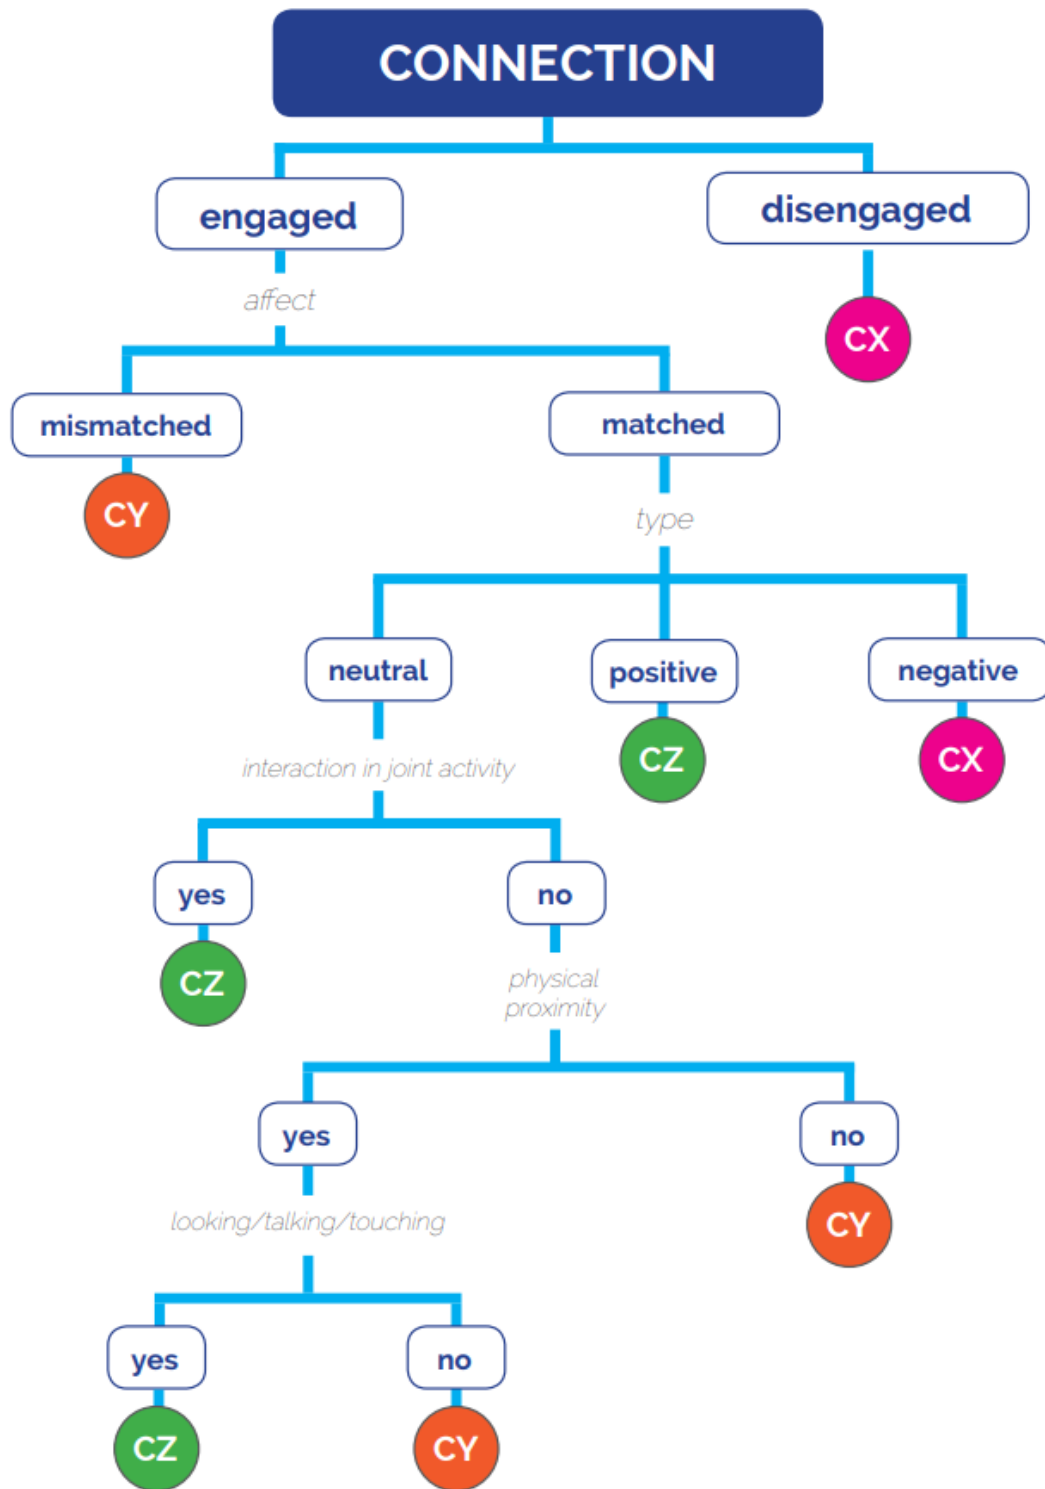 CONNECTION
engaged
disengaged
affect
CX
mismatched
matched
CY
type
neutral
positive
negative
CZ
CX
interaction in joint activity
yes
no
CZ
physical
proximity
yes
no
looking/talking/touching
CY
yes
no
CZ
CY